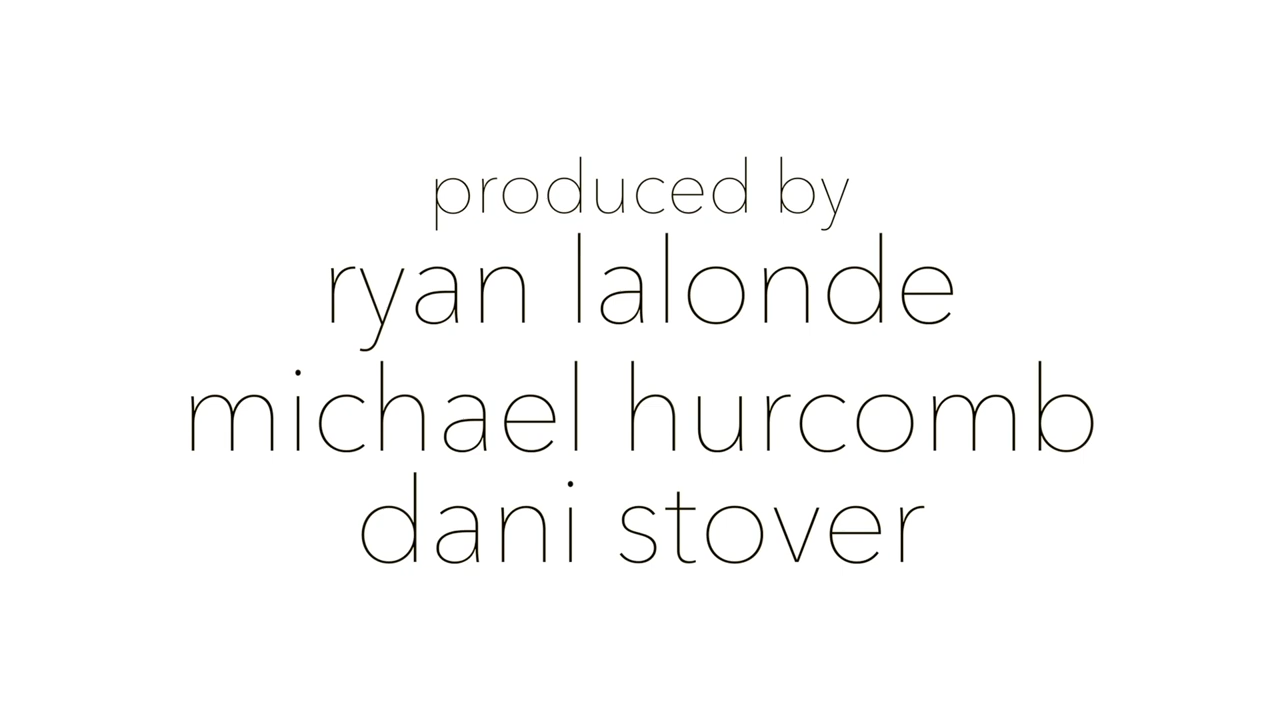 produced by
ryan lalonde
michael hurcomb
dani stover